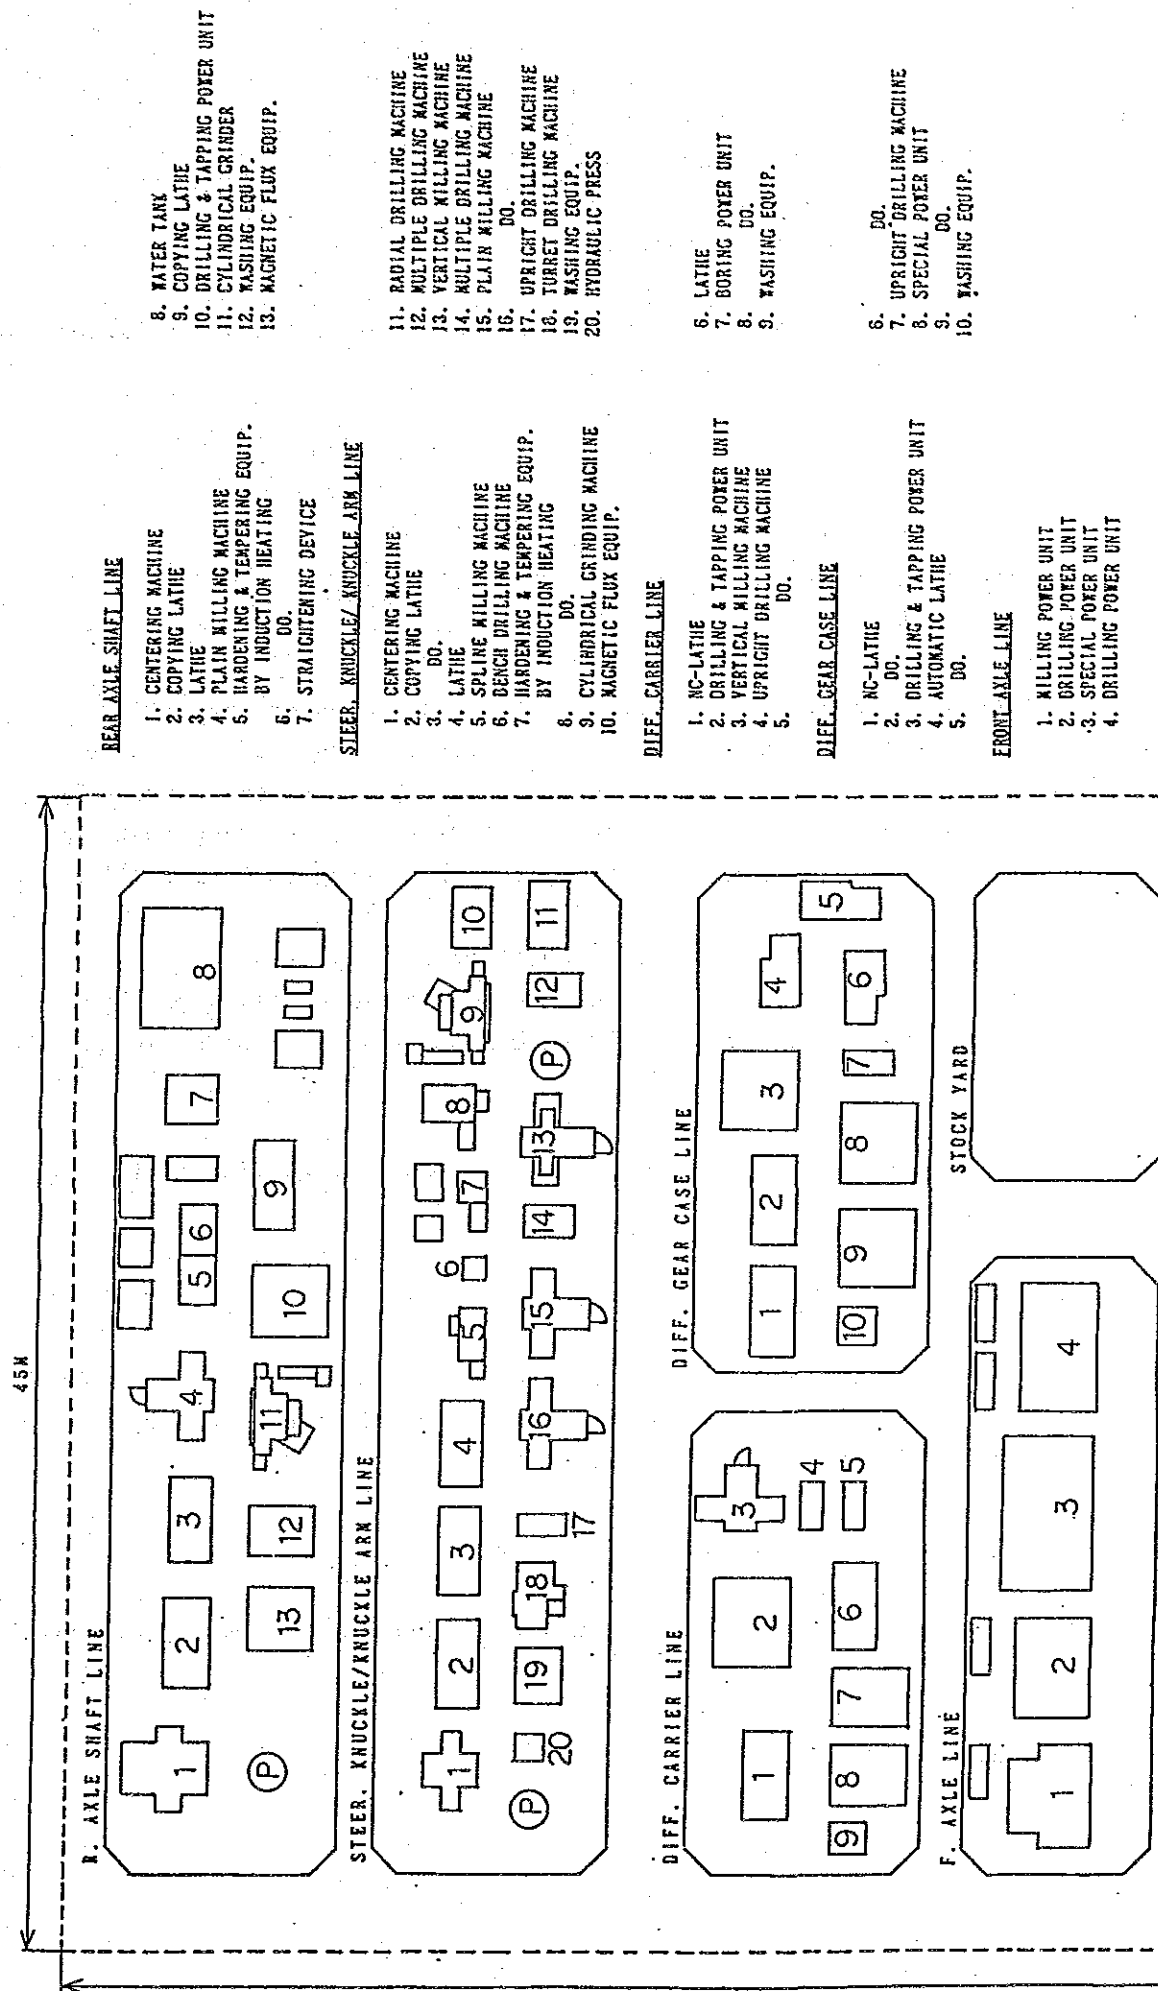 45M
R. AXLE SHAFT LINE
1
2
3
4
5
6
7
8
9
10
11
12
13
P
STEER. KNUCKLE/KNUCKLE ARM LINE
1
2
3
4
5
6
7
8
9
10
11
12
P
13
14
15
16
17
18
19
20
P
DIFF. CARRIER LINE
1
2
3
4
5
6
7
8
9
DIFF. GEAR CASE LINE
1
2
3
4
5
6
7
8
9
10
F. AXLE LINE
1
2
3
4
STOCK YARD
REAR AXLE SHAFT LINE
1. CENTERING MACHINE
2. COPYING LATHE
3. LATHE
4. PLAIN MILLING MACHINE
5. HARDENING & TEMPERING EQUIP.
BY INDUCTION HEATING
6. DO.
7. STRAIGHTENING DEVICE
8. WATER TANK
9. COPYING LATHE
10. DRILLING & TAPPING POWER UNIT
11. CYLINDRICAL GRINDER
12. WASHING EQUIP.
13. MAGNETIC FLUX EQUIP.
STEER. KNUCKLE/ KNUCKLE ARM LINE
1. CENTERING MACHINE
2. COPYING LATHE
3. DO.
4. LATHE
5. SPLINE MILLING MACHINE
6. BENCH DRILLING MACHINE
7. HARDENING & TEMPERING EQUIP.
BY INDUCTION HEATING
8. DO.
9. CYLINDRICAL GRINDING MACHINE
10. MAGNETIC FLUX EQUIP.
11. RADIAL DRILLING MACHINE
12. MULTIPLE DRILLING MACHINE
13. VERTICAL MILLING MACHINE
14. MULTIPLE DRILLING MACHINE
15. PLAIN MILLING MACHINE
16. DO.
17. UPRIGHT DRILLING MACHINE
18. TURRET DRILLING MACHINE
19. WASHING EQUIP.
20. HYDRAULIC PRESS
DIFF. CARRIER LINE
1. NC-LATHE
2. DRILLING & TAPPING POWER UNIT
3. VERTICAL MILLING MACHINE
4. UPRIGHT DRILLING MACHINE
5. DO.
6. LATHE
7. BORING POWER UNIT
8. DO.
9. WASHING EQUIP.
DIFF. GEAR CASE LINE
1. NC-LATHE
2. DO.
3. DRILLING & TAPPING POWER UNIT
4. AUTOMATIC LATHE
5. DO.
6. DO.
7. UPRIGHT DRILLING MACHINE
8. SPECIAL POWER UNIT
9. DO.
10. WASHING EQUIP.
FRONT AXLE LINE
1. MILLING POWER UNIT
2. DRILLING POWER UNIT
3. SPECIAL POWER UNIT
4. DRILLING POWER UNIT